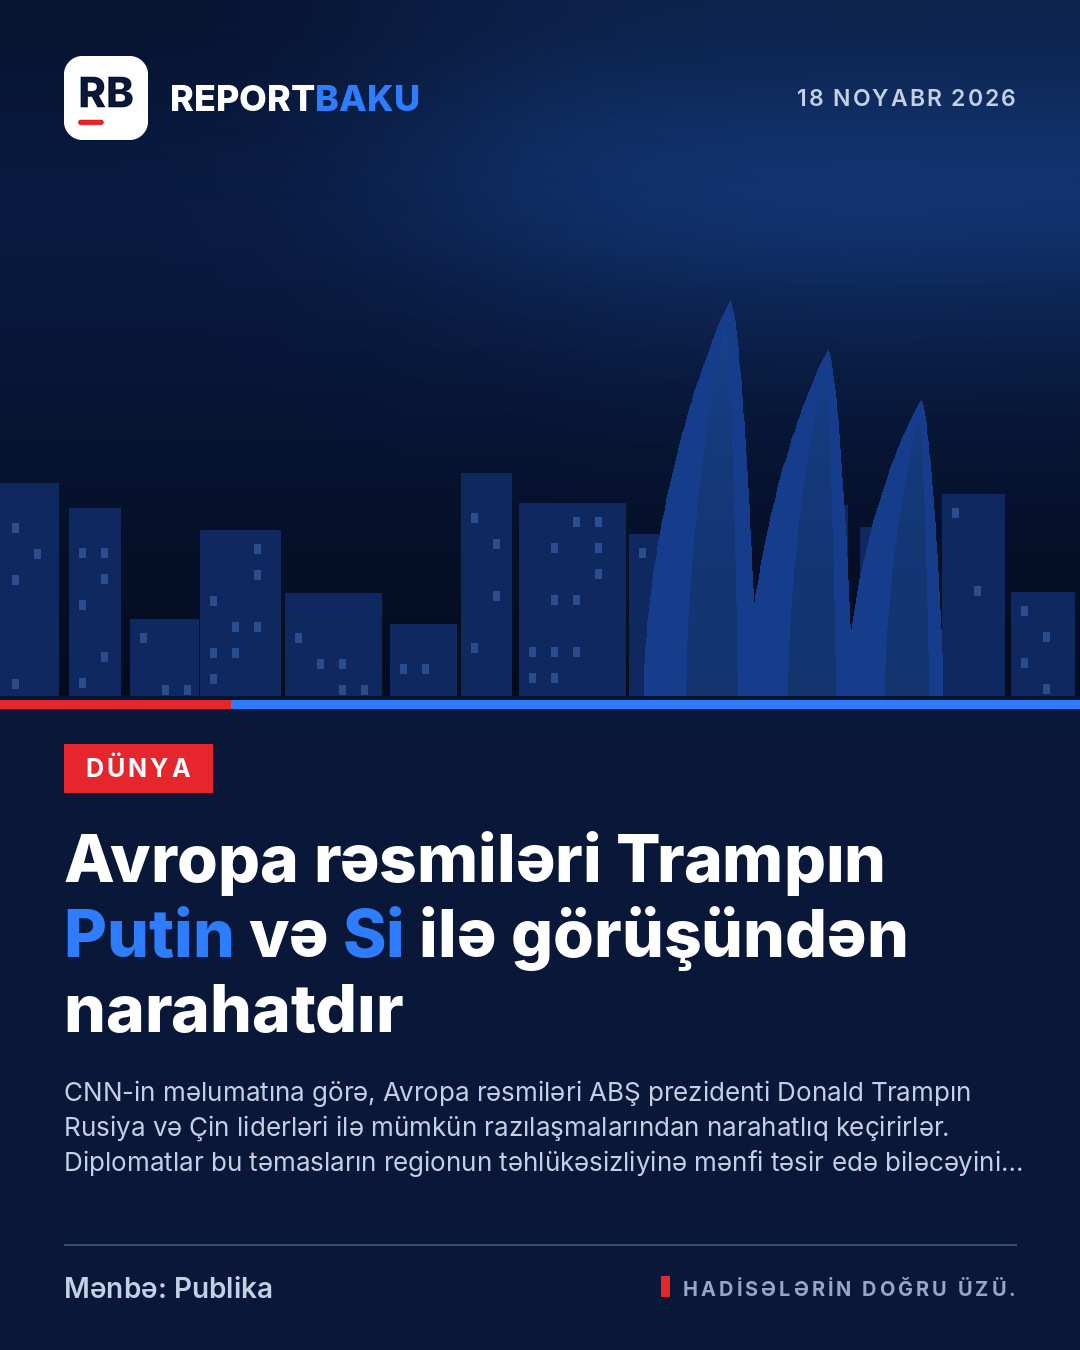 RB
REPORTBAKU
18 NOYABR 2026
DÜNYA
Avropa rəsmiləri Trampın
Putin və Si ilə görüşündən
narahatdır
CNN-in məlumatına görə, Avropa rəsmiləri ABŞ prezidenti Donald Trampın
Rusiya və Çin liderləri ilə mümkün razılaşmalarından narahatlıq keçirirlər.
Diplomatlar bu təmasların regionun təhlükəsizliyinə mənfi təsir edə biləcəyini...
Mənbə: Publika
HADİSƏLƏRİN DOĞRU ÜZÜ.